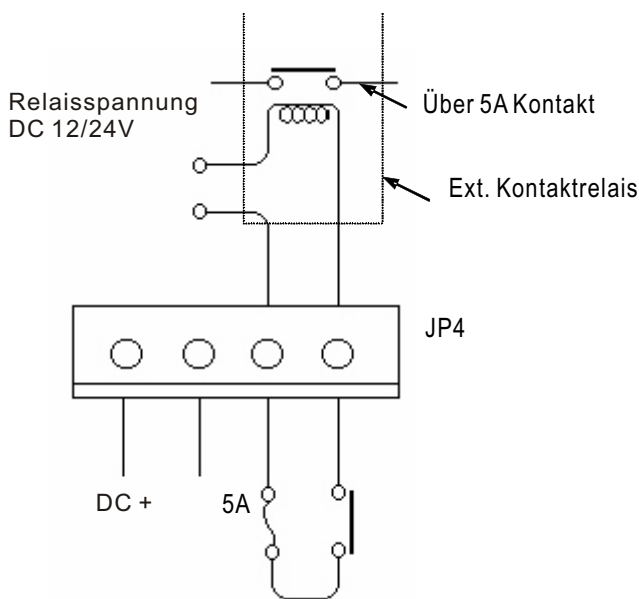 Relaisspannung
DC 12/24V
Über 5A Kontakt
Ext. Kontaktrelais
JP4
DC +
5A